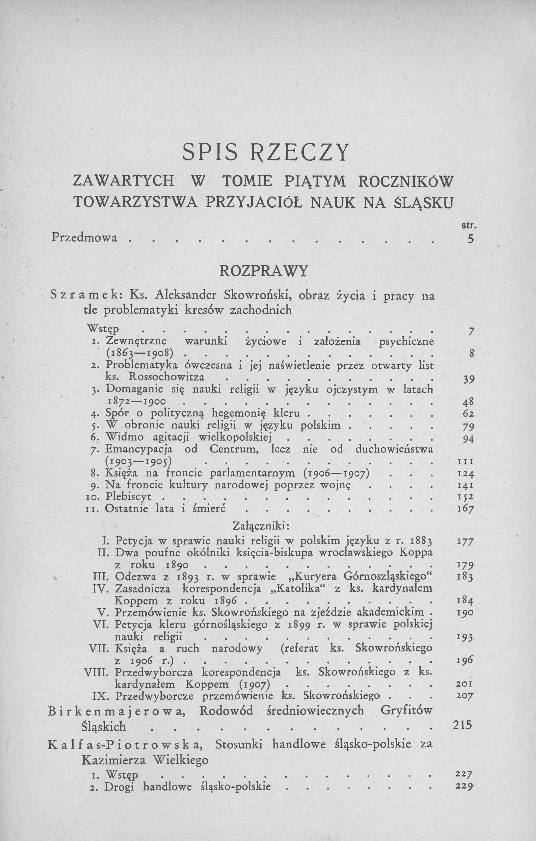 SPIS RZECZY
ZAWARTYCH W TOMIE PIĄTYM ROCZNIKÓW
TOWARZYSTWA PRZYJACIÓŁ NAUK NA ŚLĄSKU
str.
Przedmowa . . . . . . . . . . . . . . 5
ROZPRAWY
Szramek: Ks. Aleksander Skowroński, obraz życia i pracy na
tle problematyki kresów zachodnich
Wstęp . . . . . . . . . . . . . . 7
1. Zewnętrzne warunki życiowe i założenia psychiczne
(1863—1908) . . . . . . . . . . . . 8
2. Problematyka ówczesna i jej naświetlenie przez otwarty list
ks. Rossochowitza . . . . . . . . . . 39
3. Domaganie się nauki religii w języku ojczystym w latach
1872—1900 . . . . . . . . . . . . 48
4. Spór o polityczną hegemonię kleru . . . . . . 62
5. W obronie nauki religii w języku polskim . . . . . 79
6. Widmo agitacji wielkopolskiej . . . . . . . . 94
7. Emancypacja od Centrum, lecz nie od duchowieństwa
(1903—1905) . . . . . . . . . . . 111
8. Księża na froncie parlamentarnym (1906—1907) . . . 124
9. Na froncie kultury narodowej poprzez wojnę . . . . 141
10. Plebiscyt . . . . . . . . . . . . . 152
11. Ostatnie lata i śmierć . . . . . . . . . . 167
Załączniki:
I. Petycja w sprawie nauki religii w polskim języku z r. 1883 177
II. Dwa poufne okólniki księcia-biskupa wrocławskiego Koppa
z roku 1890 . . . . . . . . . . . 179
III. Odezwa z 1893 r. w sprawie „Kuryera Górnoszląskiego“ 183
IV. Zasadnicza korespondencja „Katolika“ z ks. kardynałem
Koppem z roku 1896 . . . . . . . . . 184
V. Przemówienie ks. Skowrońskiego na zjeździe akademickim . 190
VI. Petycja kleru górnośląskiego z 1899 r. w sprawie polskiej
nauki religii . . . . . . . . . . . 193
VII. Księża a ruch narodowy (referat ks. Skowrońskiego
z 1906 r.) . . . . . . . . . . . . 196
VIII. Przedwyborcza korespondencja ks. Skowrońskiego z ks.
kardynałem Koppem (1907) . . . . . . . 201
IX. Przedwyborcze przemówienie ks. Skowrońskiego . . . 207
Birkenmajerowa, Rodowód średniowiecznych Gryfitów
Śląskich . . . . . . . . . . . . . . 215
Kalfas-Piotrowska, Stosunki handlowe śląsko-polskie za
Kazimierza Wielkiego
1. Wstęp . . . . . . . . . . . . . . 227
2. Drogi handlowe śląsko-polskie . . . . . . . . 229